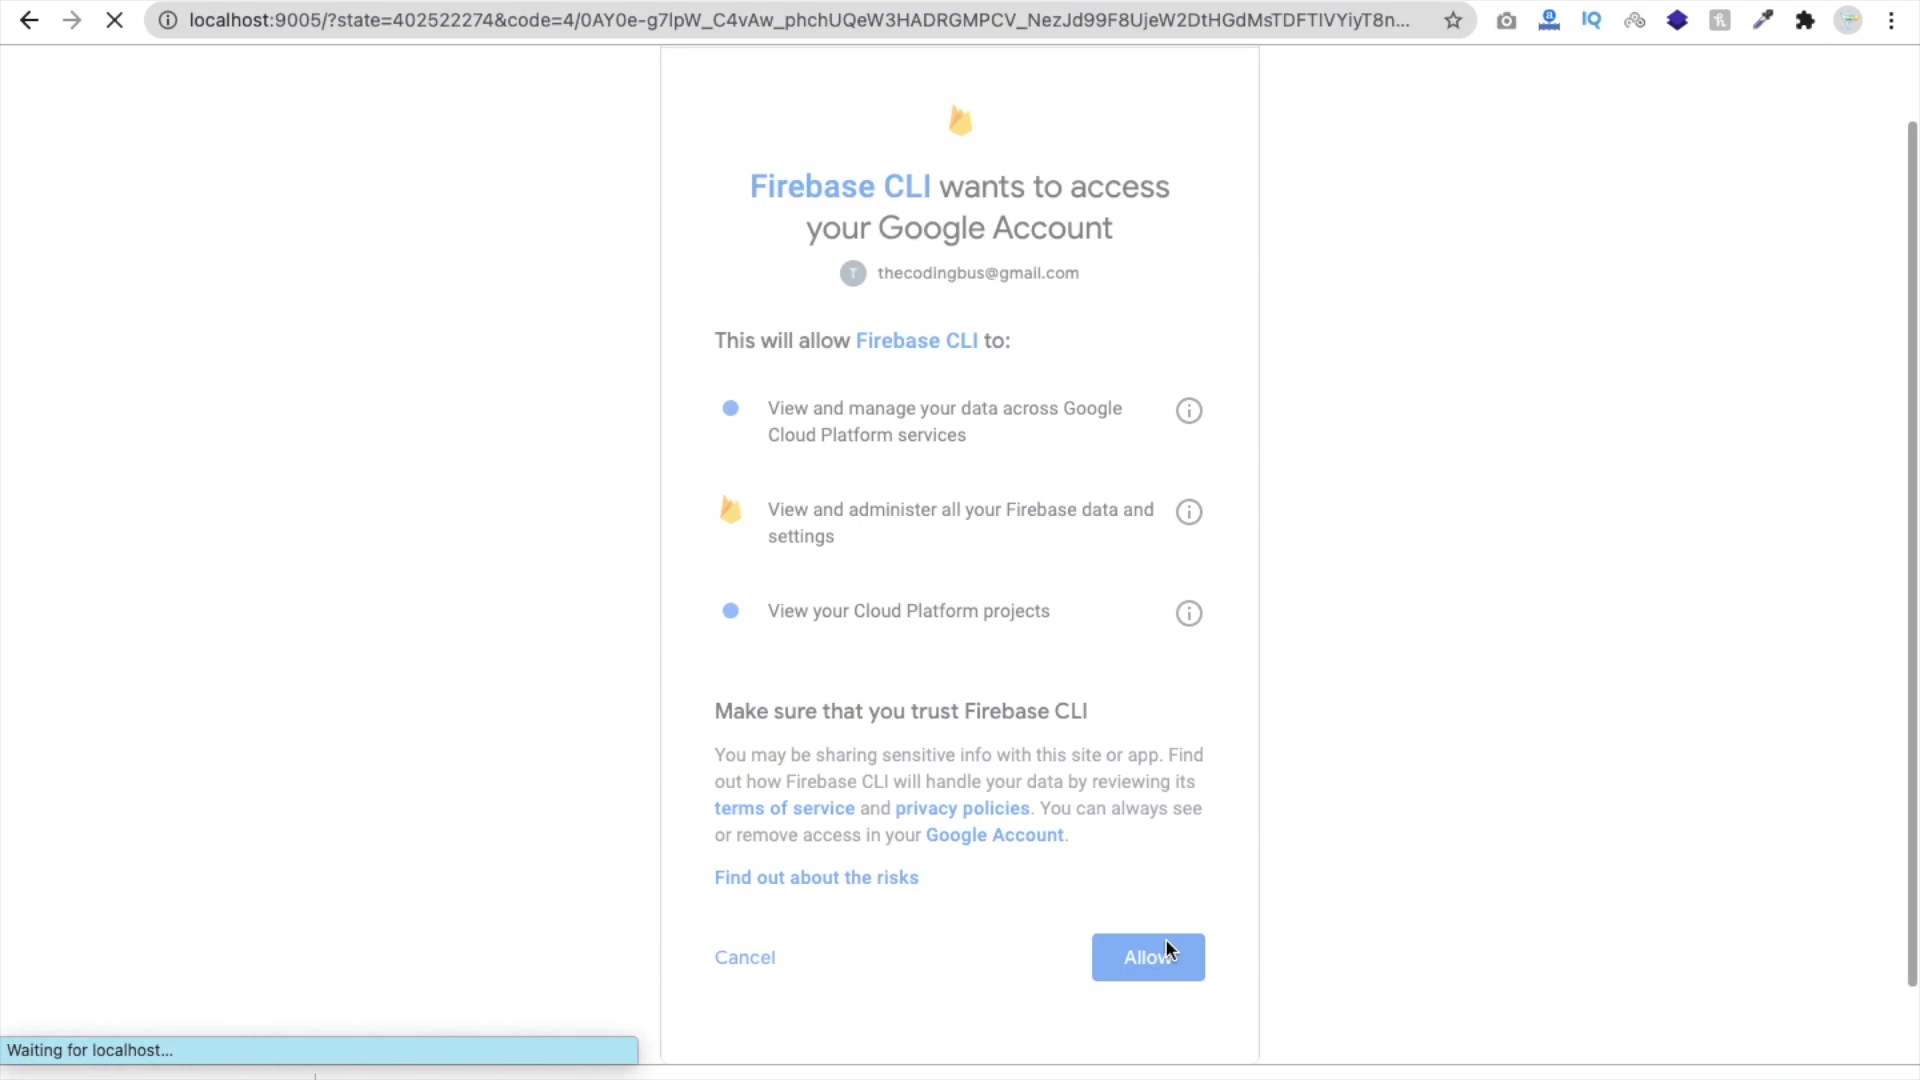 localhost:9005/?state=402522274&code=4/0AY0e-g7lpW_C4vAw_phchUQeW3HADRGMPCV_NezJd99F8UjeW2DtHGdMsTDFTlVYiyT8n...
Firebase CLI wants to access
your Google Account
T thecodingbus@gmail.com
This will allow Firebase CLI to:
View and manage your data across Google
Cloud Platform services
View and administer all your Firebase data and
settings
View your Cloud Platform projects
Make sure that you trust Firebase CLI
You may be sharing sensitive info with this site or app. Find
out how Firebase CLI will handle your data by reviewing its
terms of service and privacy policies. You can always see
or remove access in your Google Account.
Find out about the risks
Cancel Allow
Waiting for localhost...